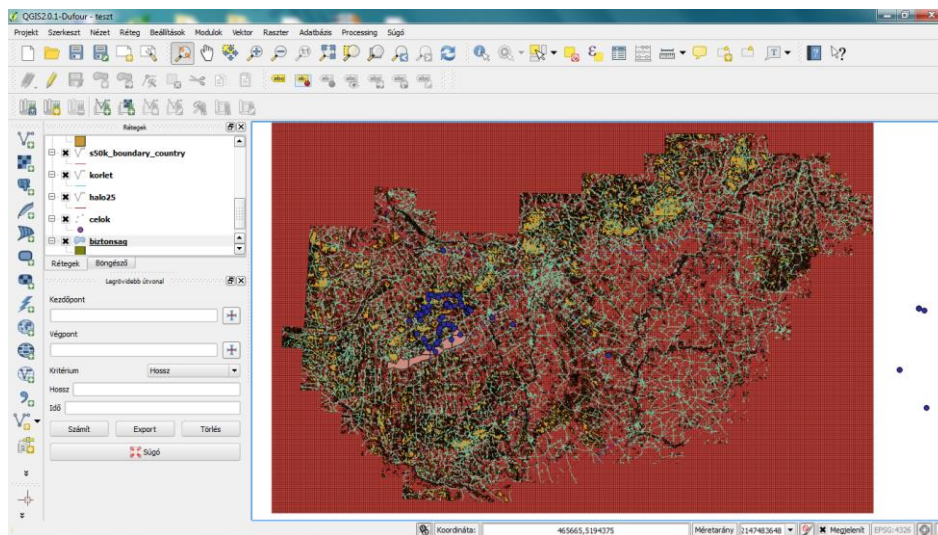 QGIS2.0.1-Dufour - teszt
Projekt Szerkeszt Nézet Réteg Beállítások Modulok Vektor Raszter Adatbázis Processing Súgó
Rétegek
s50k_boundary_country
korlet
halo25
celok
biztonsag
Rétegek Böngésző
Legrövidebb útvonal
Kezdőpont
Végpont
Kritérium Hossz
Hossz
Idő
Számít Export Törlés
Súgó
Koordináta: 465665,5194375 Méretarány 2147483648 Megjelenít EPSG:4326